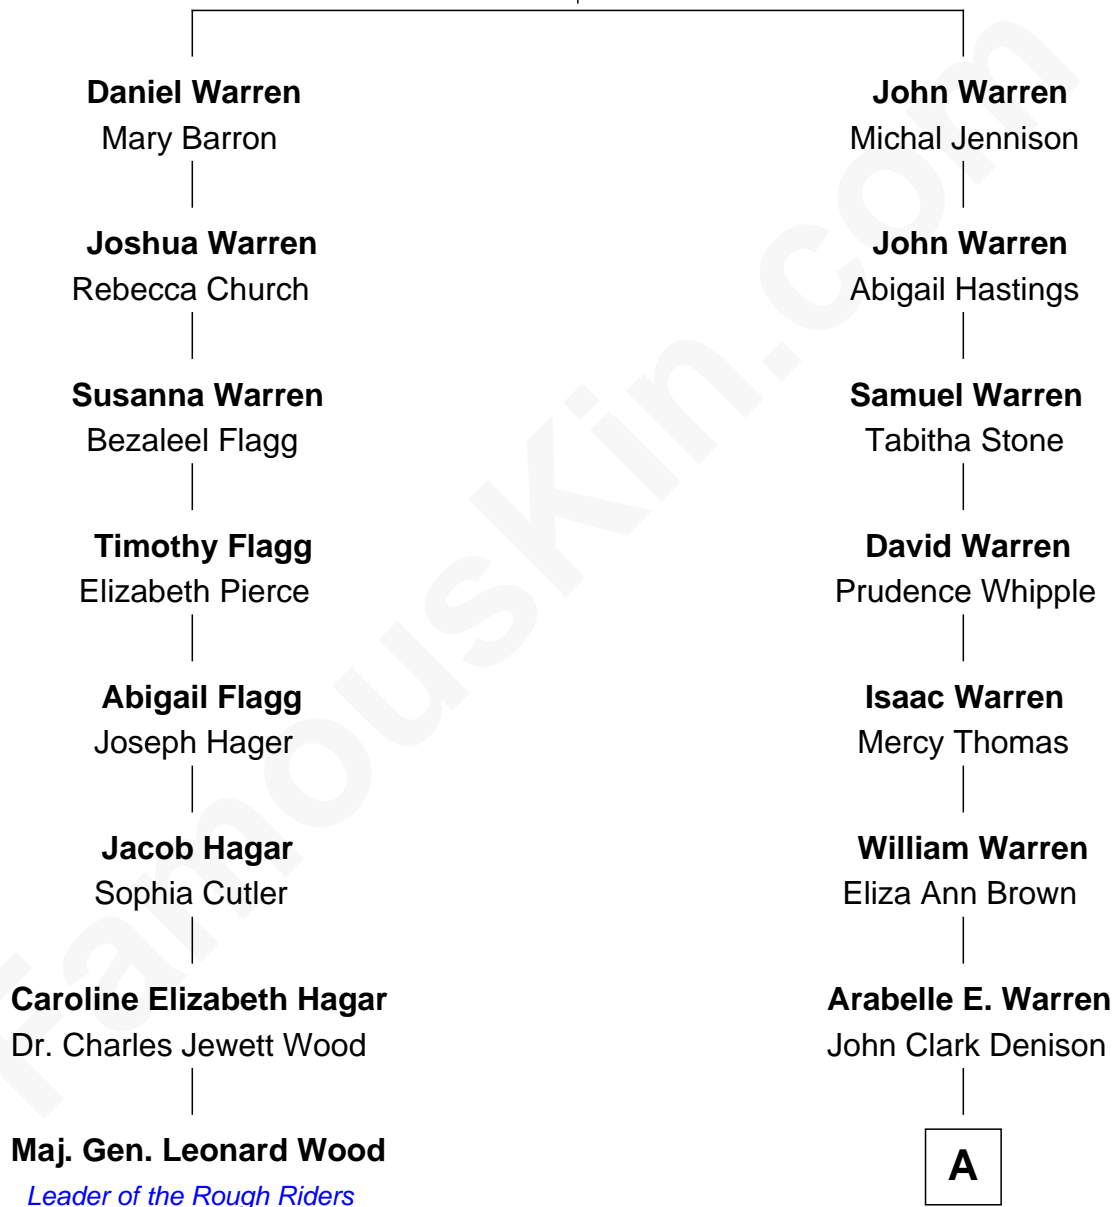 Daniel Warren
Mary Barron
Joshua Warren
Rebecca Church
Susanna Warren
Bezaleel Flagg
Timothy Flagg
Elizabeth Pierce
Abigail Flagg
Joseph Hager
Jacob Hagar
Sophia Cutler
Caroline Elizabeth Hagar
Dr. Charles Jewett Wood
Maj. Gen. Leonard Wood
Leader of the Rough Riders
John Warren
Michal Jennison
John Warren
Abigail Hastings
Samuel Warren
Tabitha Stone
David Warren
Prudence Whipple
Isaac Warren
Mercy Thomas
William Warren
Eliza Ann Brown
Arabelle E. Warren
John Clark Denison
A
FamousKin.com